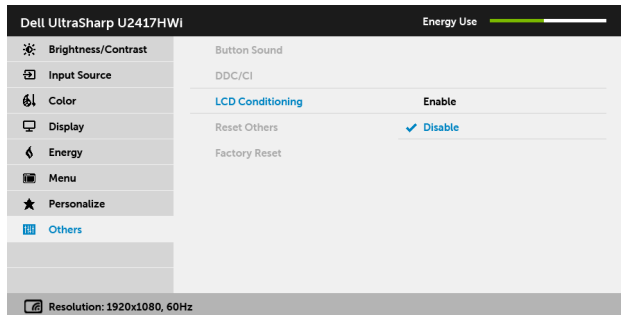 Dell UltraSharp U2417HWi
Energy Use
Brightness/Contrast
Button Sound
Input Source
DDC/CI
Color
LCD Conditioning
Enable
Display
Reset Others
Disable
Energy
Factory Reset
Menu
Personalize
Others
Resolution: 1920x1080, 60Hz